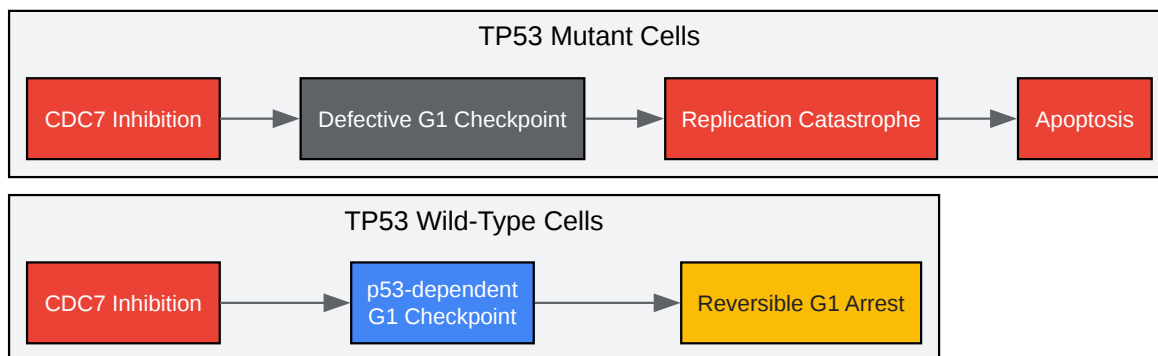 TP53 Mutant Cells
CDC7 Inhibition
Defective G1 Checkpoint
Replication Catastrophe
Apoptosis
TP53 Wild-Type Cells
CDC7 Inhibition
p53-dependent
G1 Checkpoint
Reversible G1 Arrest